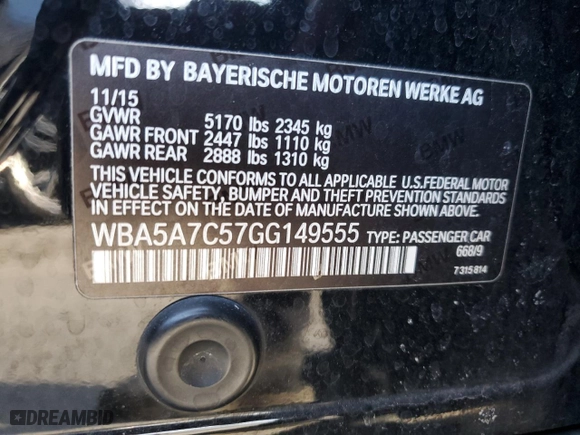 MFD BY BAYERISCHE MOTOREN WERKE AG
11/15
GVWR 5170 lbs 2345 kg
GAWR FRONT 2447 lbs 1110 kg
GAWR REAR 2888 lbs 1310 kg
THIS VEHICLE CONFORMS TO ALL APPLICABLE U.S.FEDERAL MOTOR
VEHICLE SAFETY, BUMPER AND THEFT PREVENTION STANDARDS
IN EFFECT ON THE DATE OF MANUFACTURE SHOWN ABOVE.
WBA5A7C57GG149555 TYPE: PASSENGER CAR
668/9
7 315 814
DREAMBID